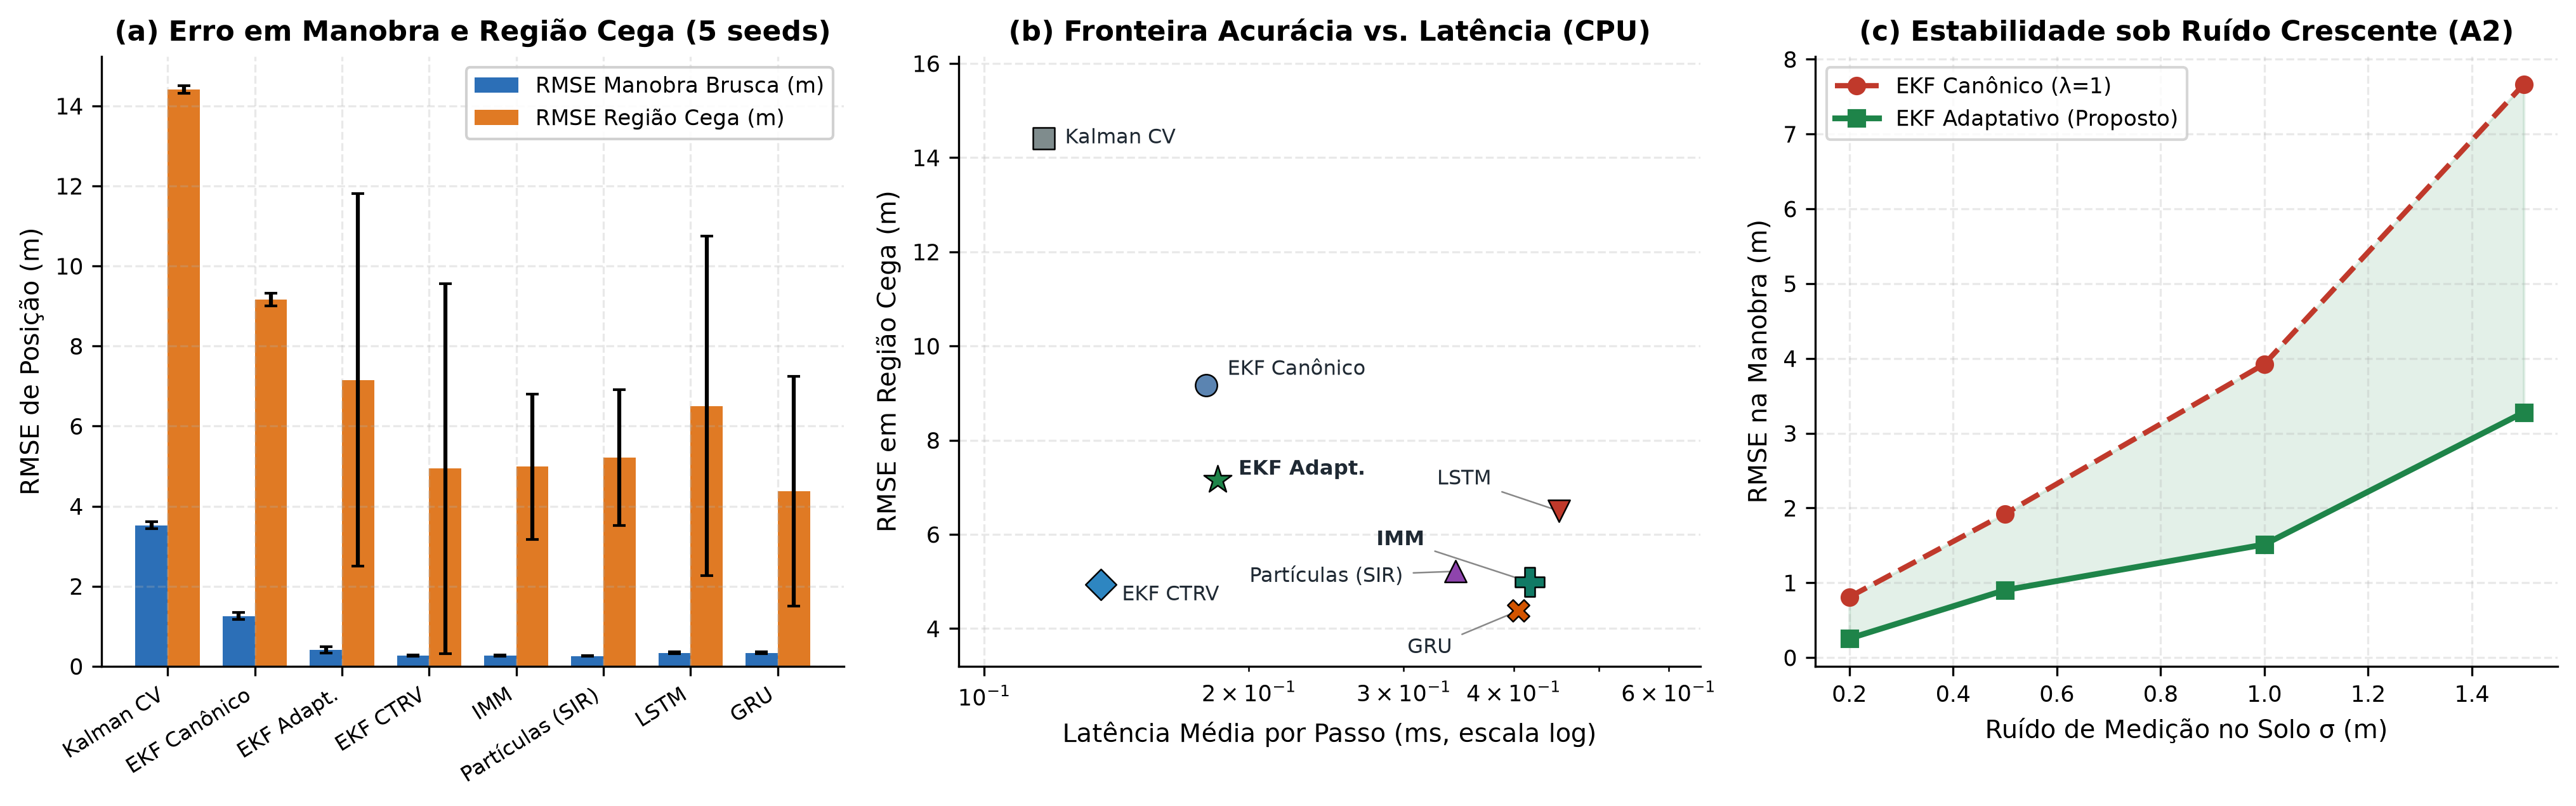 (a) Erro em Manobra e Região Cega (5 seeds)
RMSE Manobra Brusca (m)
RMSE Região Cega (m)
RMSE de Posição (m)
14
12
10
8
6
4
2
0
Kalman CV
EKF Canônico
EKF Adapt.
EKF CTRV
IMM
Partículas (SIR)
LSTM
GRU
(b) Fronteira Acurácia vs. Latência (CPU)
RMSE em Região Cega (m)
16
14
12
10
8
6
4
Kalman CV
EKF Canônico
EKF Adapt.
LSTM
IMM
Partículas (SIR)
EKF CTRV
GRU
10⁻¹
2 × 10⁻¹
3 × 10⁻¹
4 × 10⁻¹
6 × 10⁻¹
Latência Média por Passo (ms, escala log)
(c) Estabilidade sob Ruído Crescente (A2)
EKF Canônico (λ=1)
EKF Adaptativo (Proposto)
RMSE na Manobra (m)
8
7
6
5
4
3
2
1
0
0.2
0.4
0.6
0.8
1.0
1.2
1.4
Ruído de Medição no Solo σ (m)